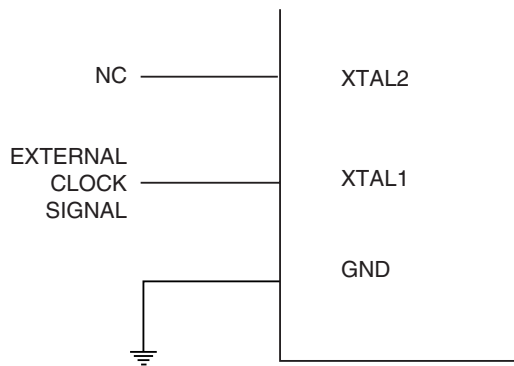 NC
XTAL2
EXTERNAL
CLOCK
SIGNAL
XTAL1
GND